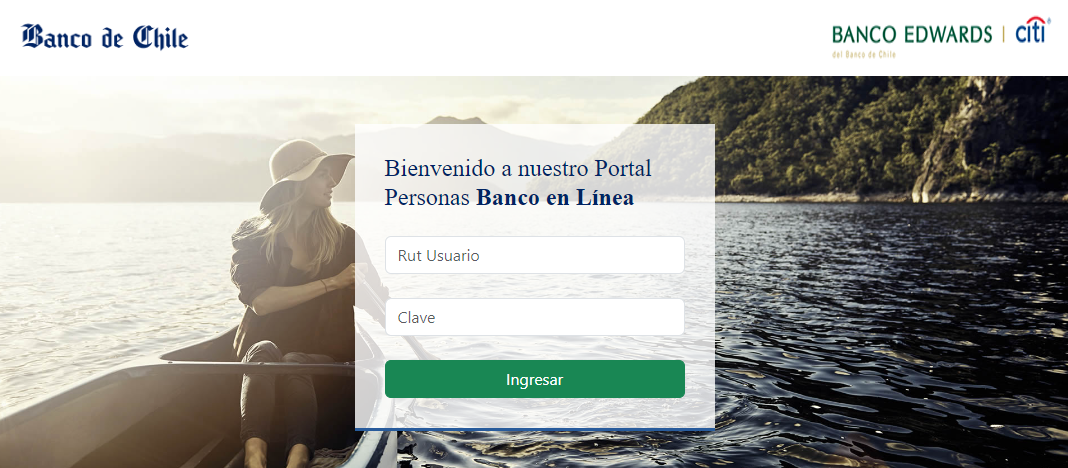 Banco de Chile
BANCO EDWARDS | citi®
del Banco de Chile
Bienvenido a nuestro Portal
Personas Banco en Línea
Rut Usuario
Clave
Ingresar